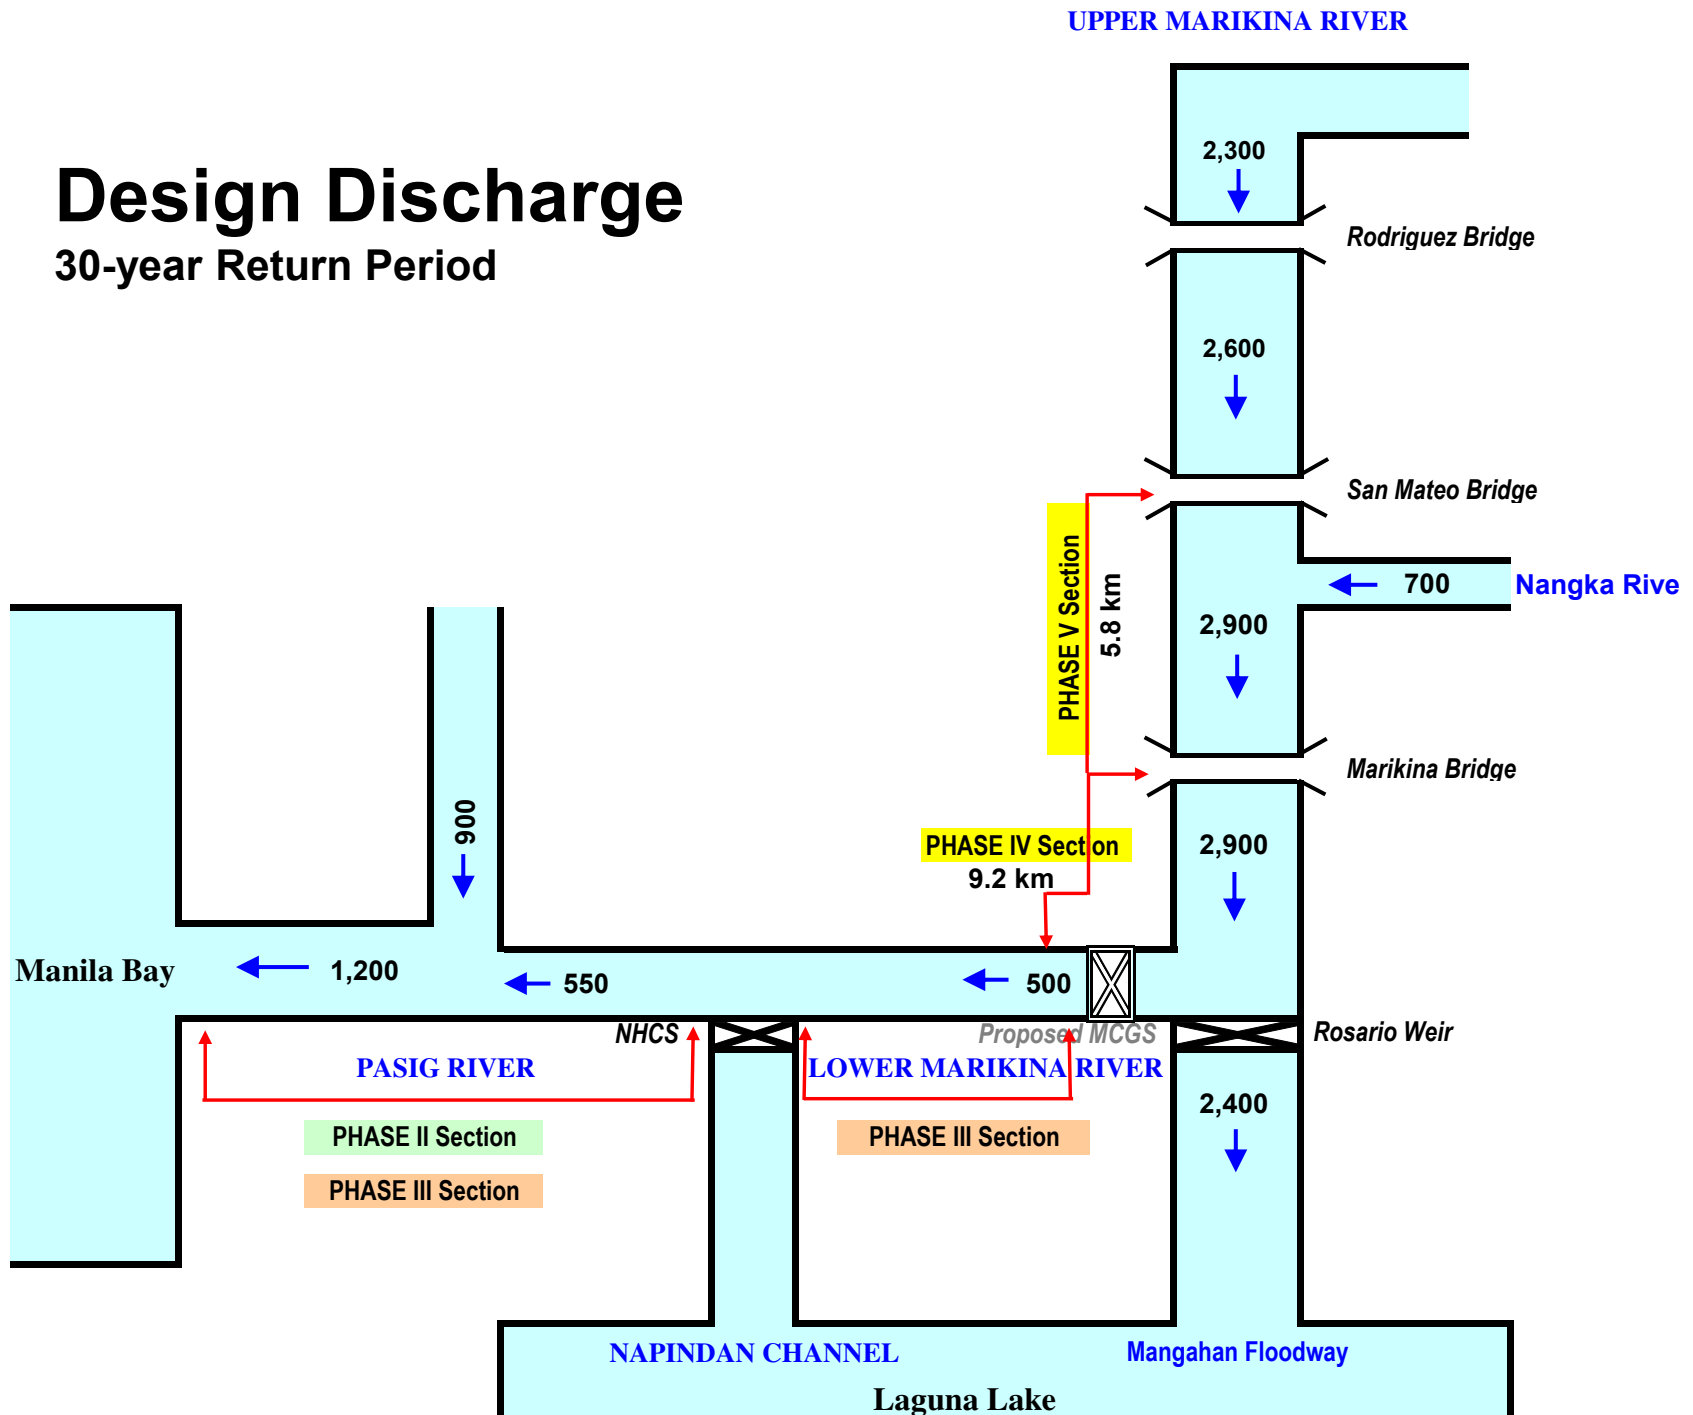 UPPER MARIKINA RIVER
Design Discharge
30-year Return Period
2,300
Rodriguez Bridge
2,600
San Mateo Bridge
PHASE V Section
5.8 km
700
Nangka Rive
2,900
Marikina Bridge
900
PHASE IV Section
9.2 km
2,900
Manila Bay
1,200
550
500
NHCS
Proposed MCGS
Rosario Weir
PASIG RIVER
LOWER MARIKINA RIVER
2,400
PHASE II Section
PHASE III Section
PHASE III Section
NAPINDAN CHANNEL
Mangahan Floodway
Laguna Lake